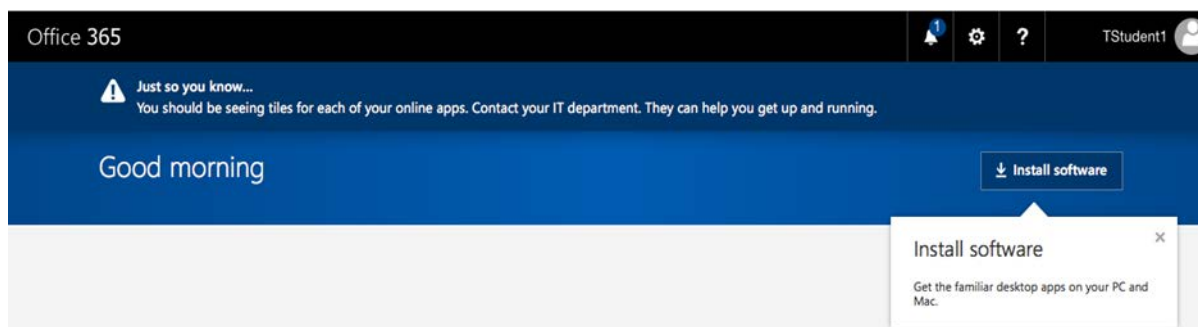 Office 365
1
?
TStudent1
Just so you know...
You should be seeing tiles for each of your online apps. Contact your IT department. They can help you get up and running.
Good morning
Install software
Install software
Get the familiar desktop apps on your PC and
Mac.